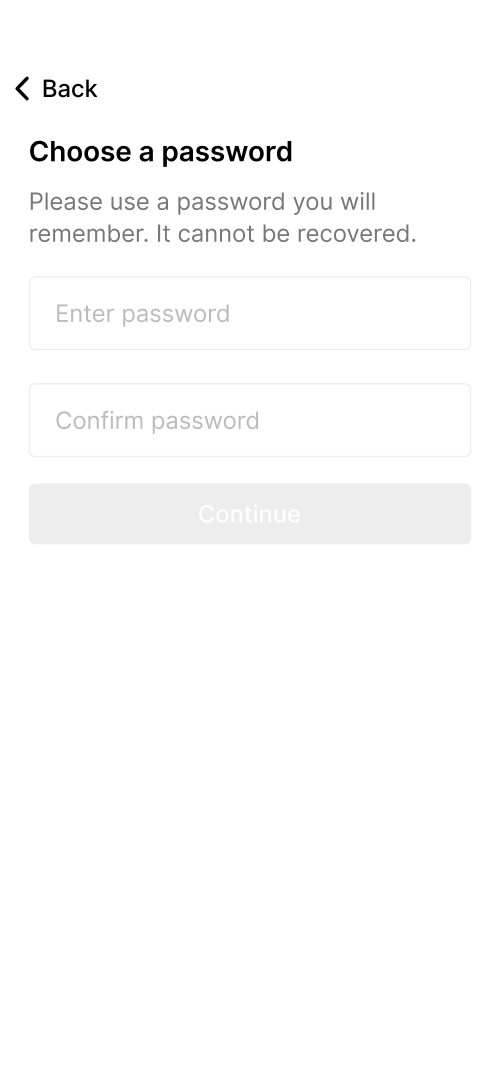 Back
Choose a password
Please use a password you will
remember. It cannot be recovered.
Enter password
Confirm password
Continue